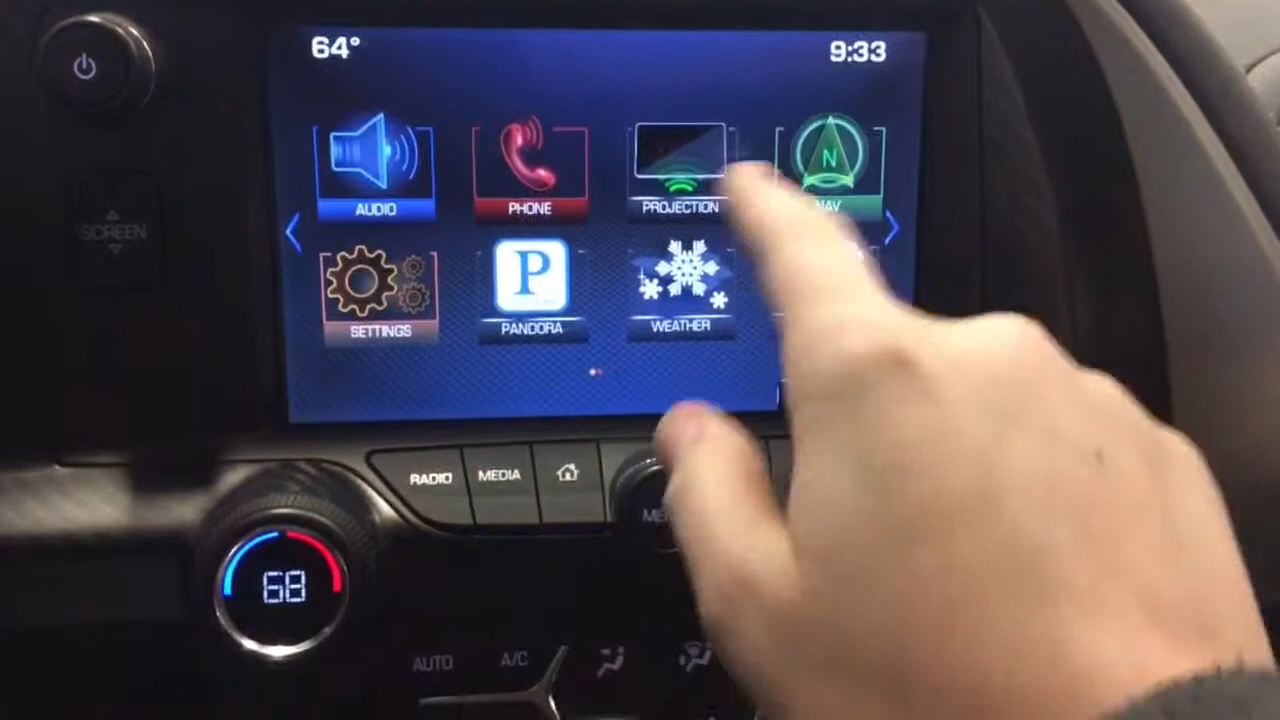 64° 9:33
N
AUDIO PHONE PROJECTION NAV
SCREEN
P
SETTINGS PANDORA WEATHER
RADIO MEDIA
68
AUTO A/C